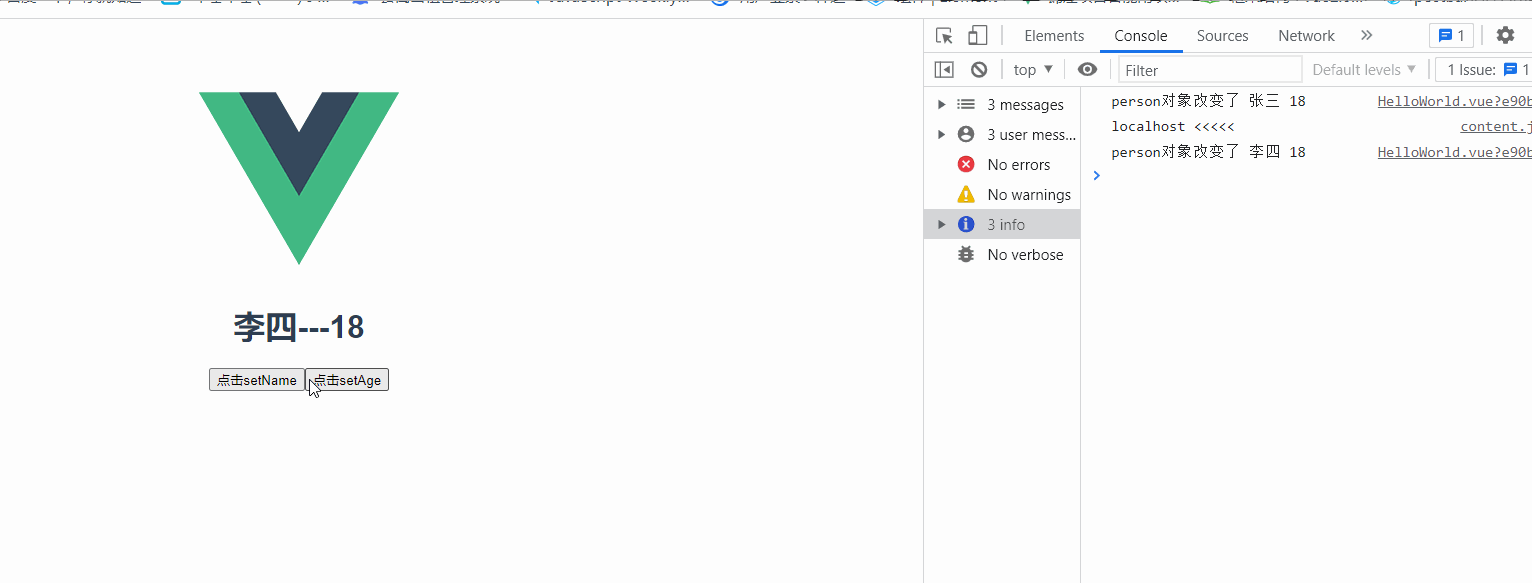 Elements Console Sources Network 1
top Filter Default levels 1 Issue: 1
李四---18
点击setName 点击setAge
3 messages
3 user mess...
No errors
No warnings
3 info
No verbose
person对象改变了 张三 18 HelloWorld.vue?e90b
localhost <<<<< content.j
person对象改变了 李四 18 HelloWorld.vue?e90b